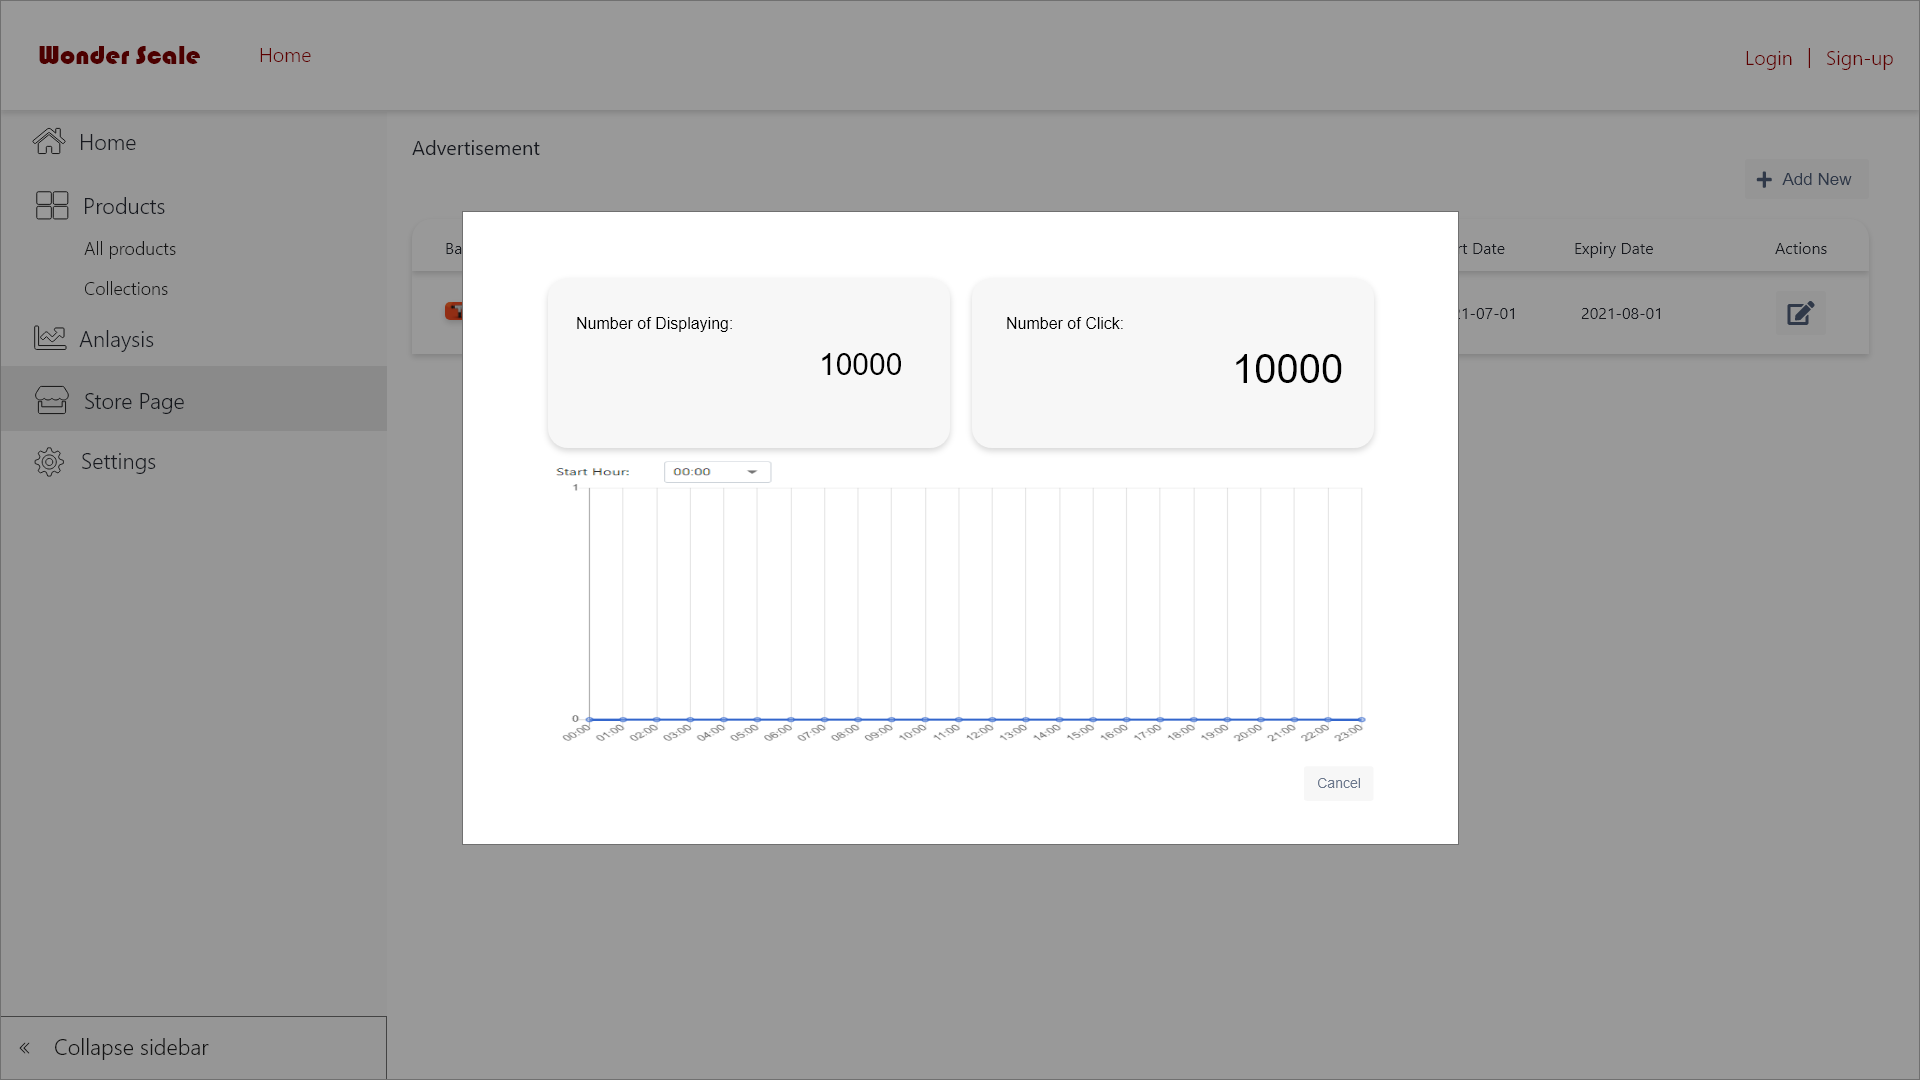 Wonder Scale
Home
Login | Sign-up
Home
Products
All products
Collections
Anlaysis
Store Page
Settings
« Collapse sidebar
Advertisement
Add New
Ba
rt Date
Expiry Date
Actions
21-07-01
2021-08-01
Number of Displaying:
10000
Number of Click:
10000
Start Hour:
00:00
1
0
00:00 01:00 02:00 03:00 04:00 05:00 06:00 07:00 08:00 09:00 10:00 11:00 12:00 13:00 14:00 15:00 16:00 17:00 18:00 19:00 20:00 21:00 22:00 23:00
Cancel